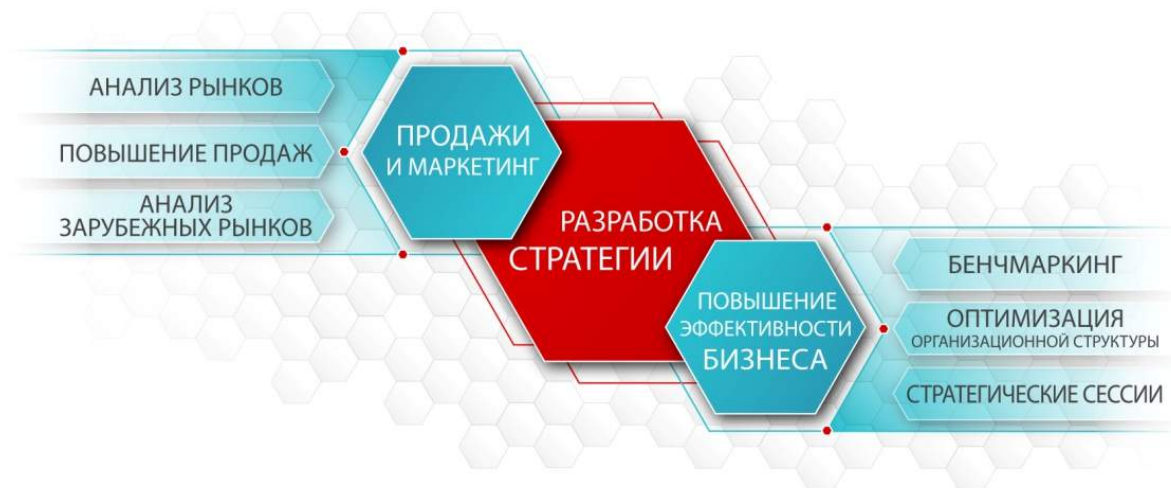 АНАЛИЗ РЫНКОВ
ПОВЫШЕНИЕ ПРОДАЖ
АНАЛИЗ
ЗАРУБЕЖНЫХ РЫНКОВ
ПРОДАЖИ
И МАРКЕТИНГ
РАЗРАБОТКА
СТРАТЕГИИ
ПОВЫШЕНИЕ
ЭФФЕКТИВНОСТИ
БИЗНЕСА
БЕНЧМАРКИНГ
ОПТИМИЗАЦИЯ
ОРГАНИЗАЦИОННОЙ СТРУКТУРЫ
СТРАТЕГИЧЕСКИЕ СЕССИИ